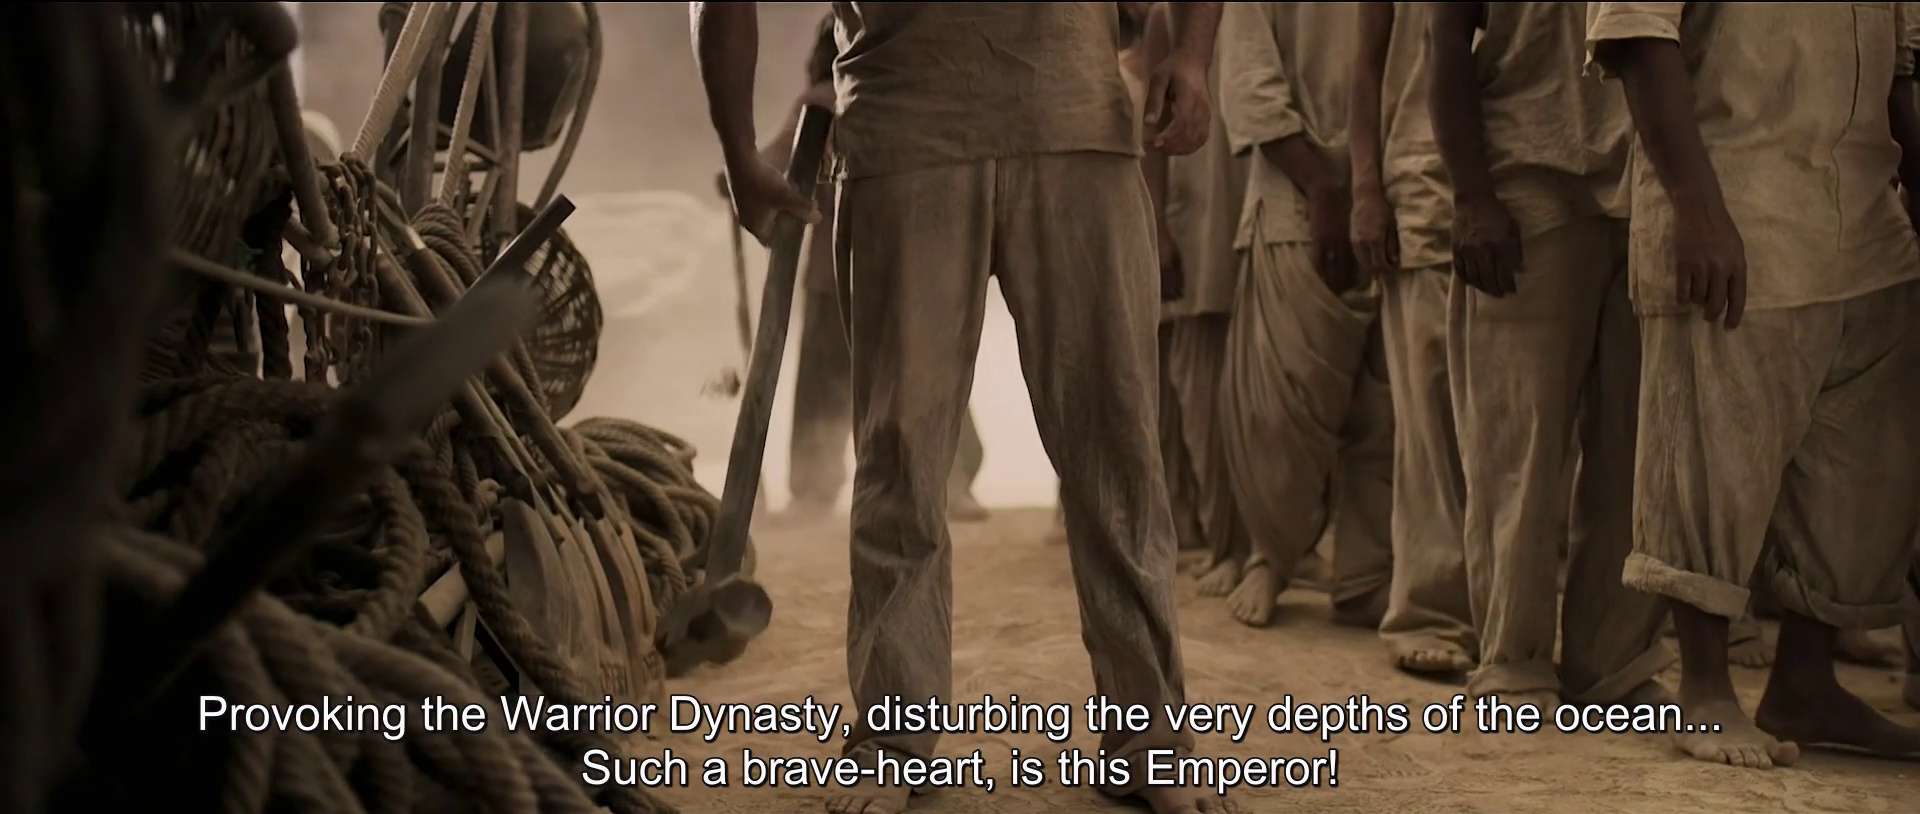 Provoking the Warrior Dynasty, disturbing the very depths of the ocean...
Such a brave-heart, is this Emperor!